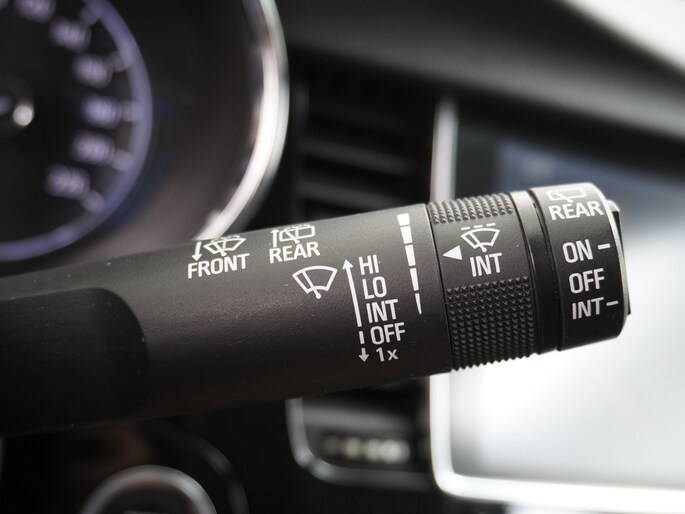 FRONT
REAR
HI
LO
INT
OFF
1x
INT
REAR
ON
OFF
INT